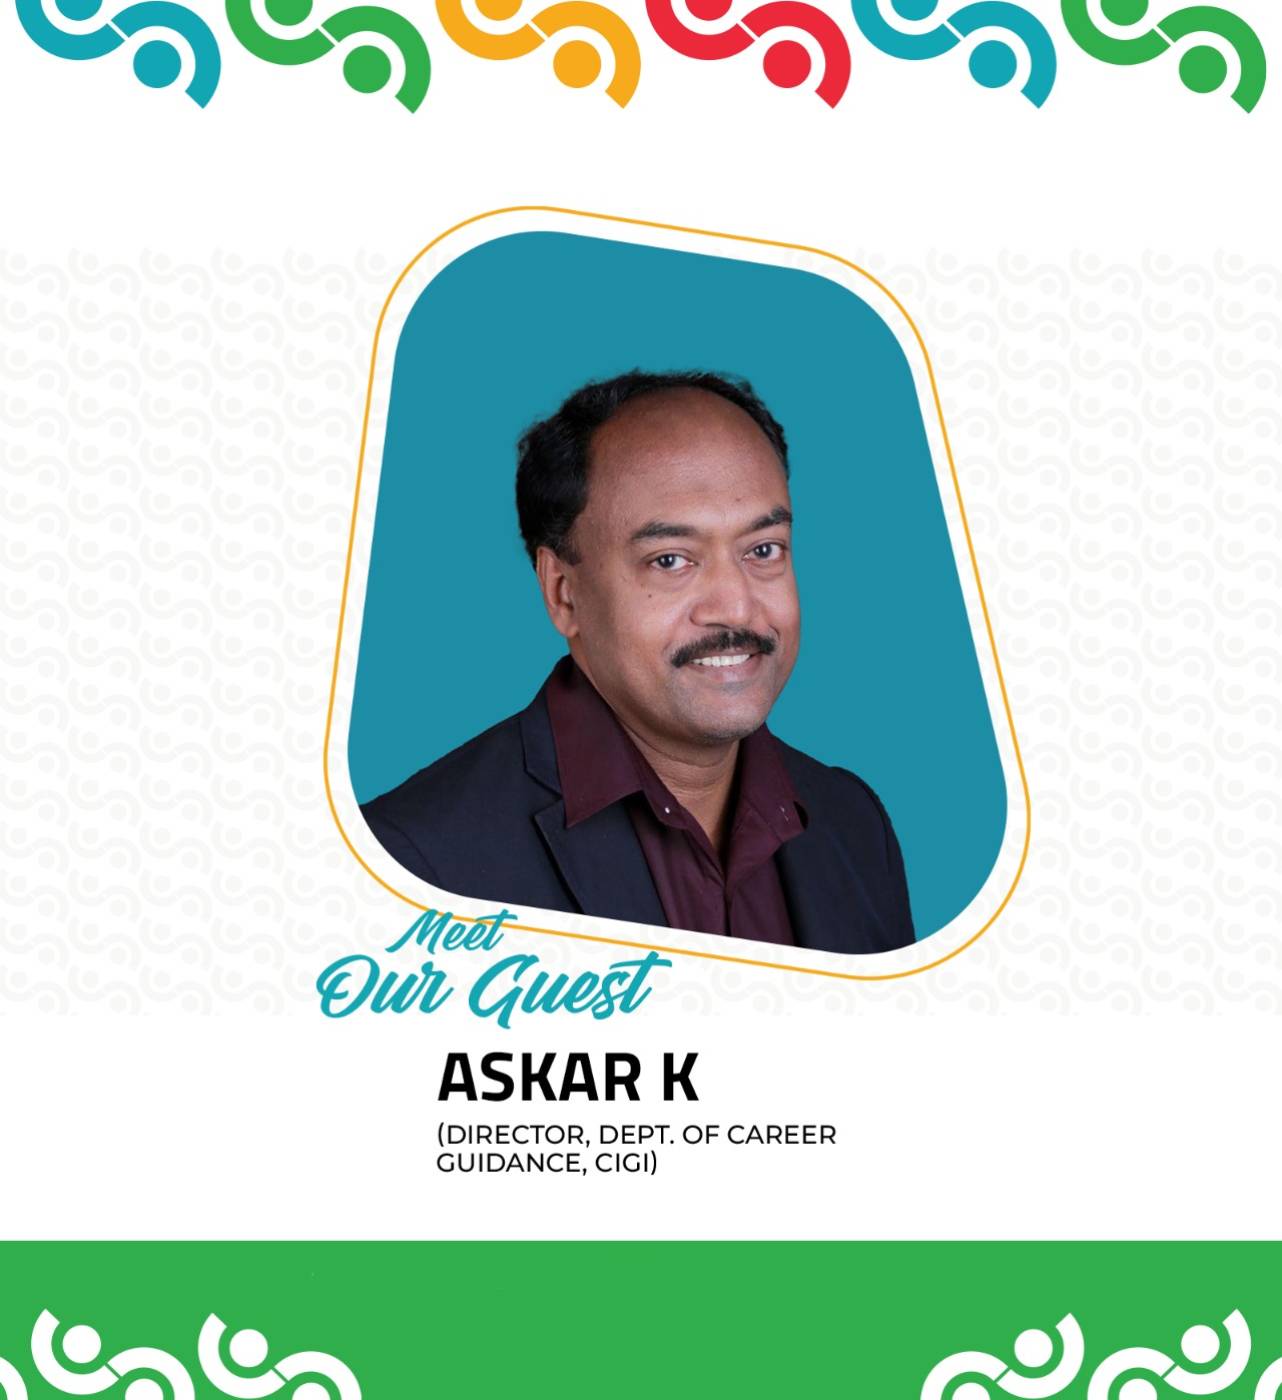 Meet
Our Guest
ASKAR K
(DIRECTOR, DEPT. OF CAREER
GUIDANCE, CIGI)